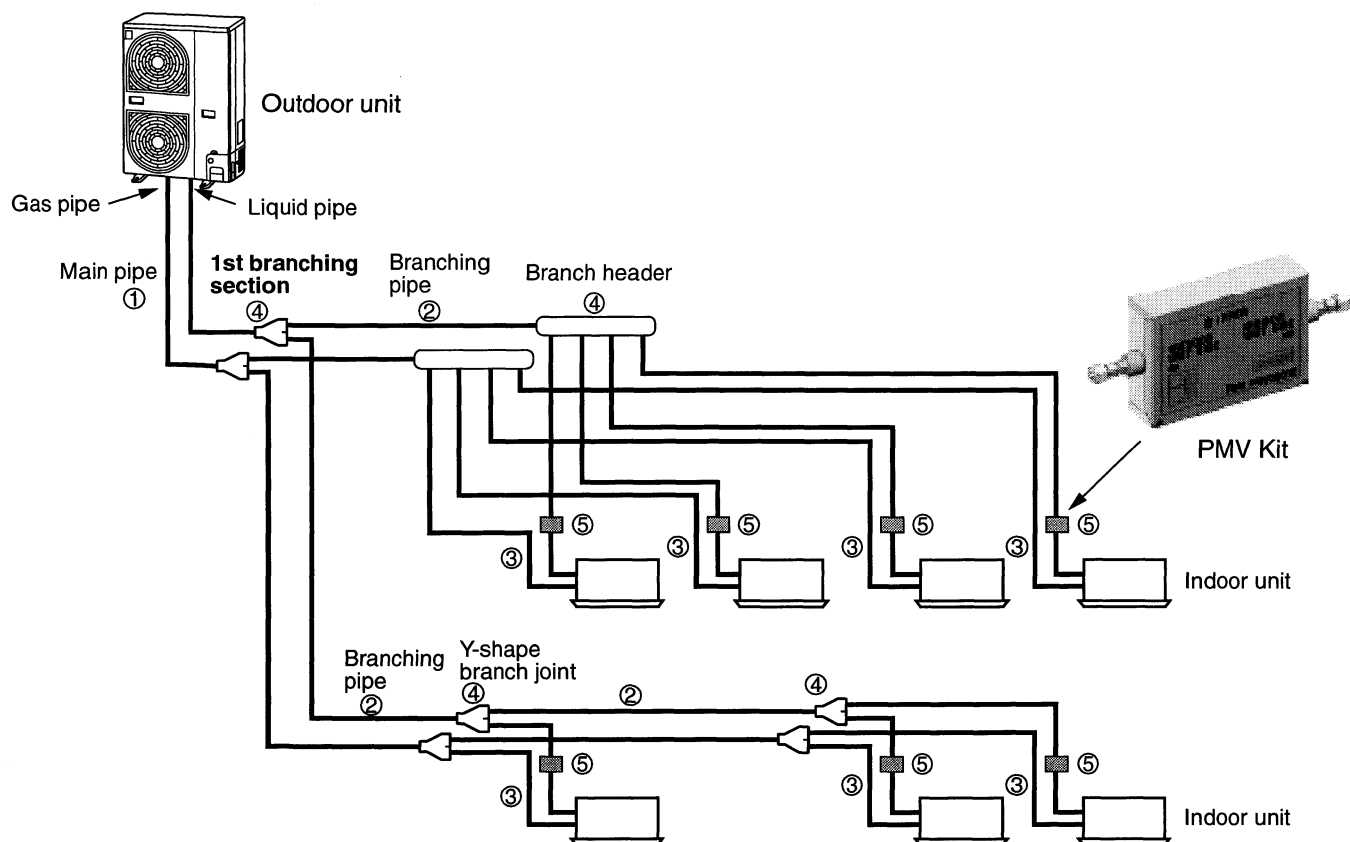 Outdoor unit
Gas pipe
Liquid pipe
Main pipe
①
1st branching
section
④
Branching
pipe
②
Branch header
④
PMV Kit
⑤
⑤
⑤
⑤
③
③
③
③
Indoor unit
Branching
pipe
②
Y-shape
branch joint
④
②
④
⑤
⑤
⑤
③
③
③
Indoor unit